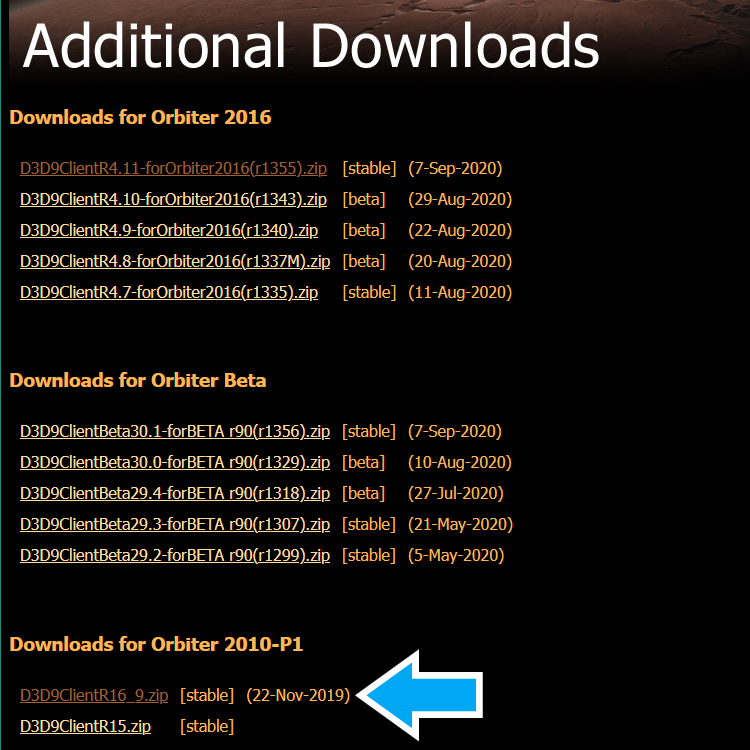 Additional Downloads
Downloads for Orbiter 2016
D3D9ClientR4.11-forOrbiter2016(r1355).zip [stable] (7-Sep-2020)
D3D9ClientR4.10-forOrbiter2016(r1343).zip [beta] (29-Aug-2020)
D3D9ClientR4.9-forOrbiter2016(r1340).zip [beta] (22-Aug-2020)
D3D9ClientR4.8-forOrbiter2016(r1337M).zip [beta] (20-Aug-2020)
D3D9ClientR4.7-forOrbiter2016(r1335).zip [stable] (11-Aug-2020)
Downloads for Orbiter Beta
D3D9ClientBeta30.1-forBETA r90(r1356).zip [stable] (7-Sep-2020)
D3D9ClientBeta30.0-forBETA r90(r1329).zip [beta] (10-Aug-2020)
D3D9ClientBeta29.4-forBETA r90(r1318).zip [beta] (27-Jul-2020)
D3D9ClientBeta29.3-forBETA r90(r1307).zip [stable] (21-May-2020)
D3D9ClientBeta29.2-forBETA r90(r1299).zip [stable] (5-May-2020)
Downloads for Orbiter 2010-P1
D3D9ClientR16_9.zip [stable] (22-Nov-2019)
D3D9ClientR15.zip [stable]